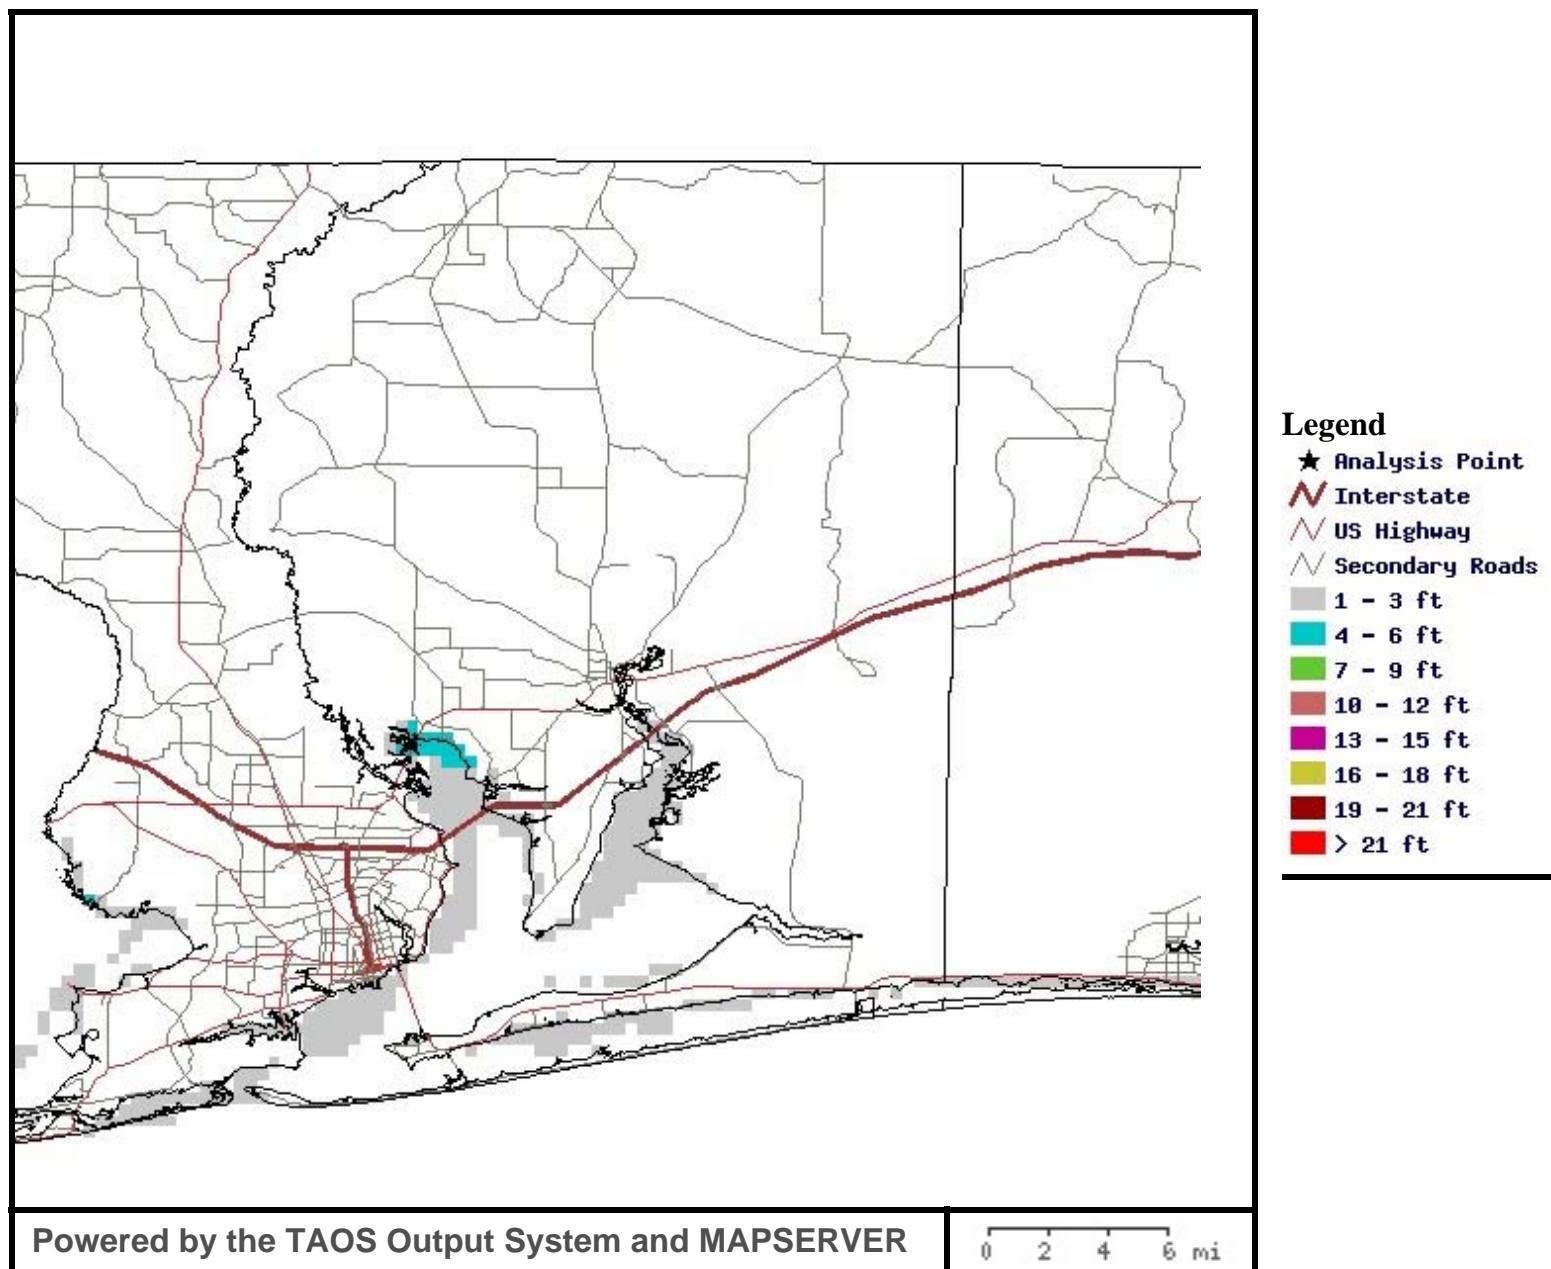 Legend
Analysis Point
Interstate
US Highway
Secondary Roads
1 - 3 ft
4 - 6 ft
7 - 9 ft
10 - 12 ft
13 - 15 ft
16 - 18 ft
19 - 21 ft
> 21 ft
Powered by the TAOS Output System and MAPSERVER
0 2 4 6 mi